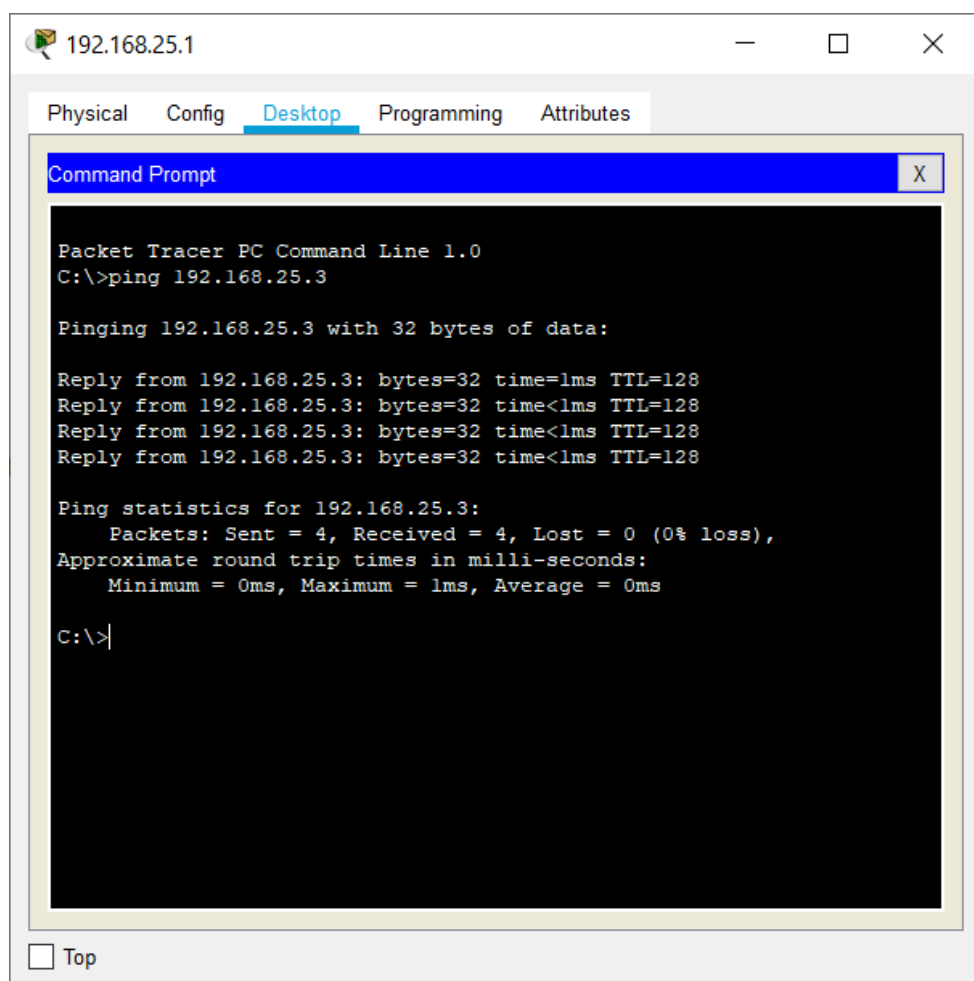 192.168.25.1
Physical Config Desktop Programming Attributes
Command Prompt X
Packet Tracer PC Command Line 1.0
C:\>ping 192.168.25.3
Pinging 192.168.25.3 with 32 bytes of data:
Reply from 192.168.25.3: bytes=32 time=1ms TTL=128
Reply from 192.168.25.3: bytes=32 time<1ms TTL=128
Reply from 192.168.25.3: bytes=32 time<1ms TTL=128
Reply from 192.168.25.3: bytes=32 time<1ms TTL=128
Ping statistics for 192.168.25.3:
Packets: Sent = 4, Received = 4, Lost = 0 (0% loss),
Approximate round trip times in milli-seconds:
Minimum = 0ms, Maximum = 1ms, Average = 0ms
C:\>
Top